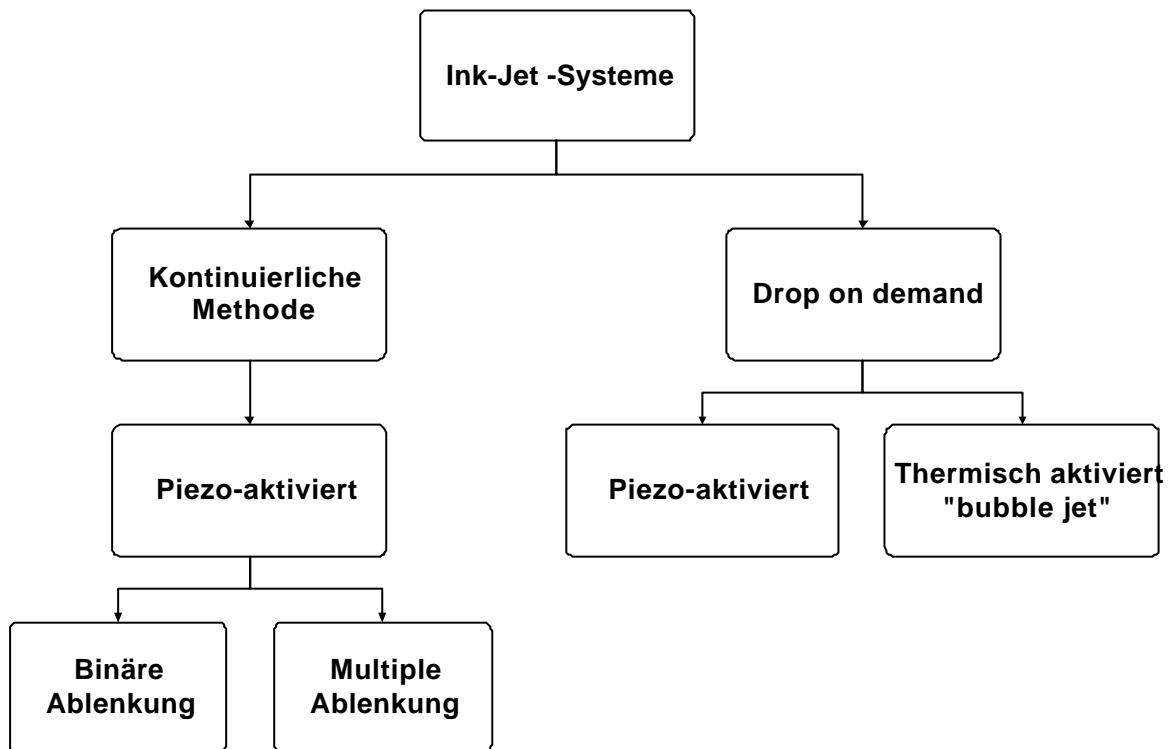 Ink-Jet -Systeme
Kontinuierliche
Methode
Drop on demand
Piezo-aktiviert
Piezo-aktiviert
Thermisch aktiviert
"bubble jet"
Binäre
Ablenkung
Multiple
Ablenkung